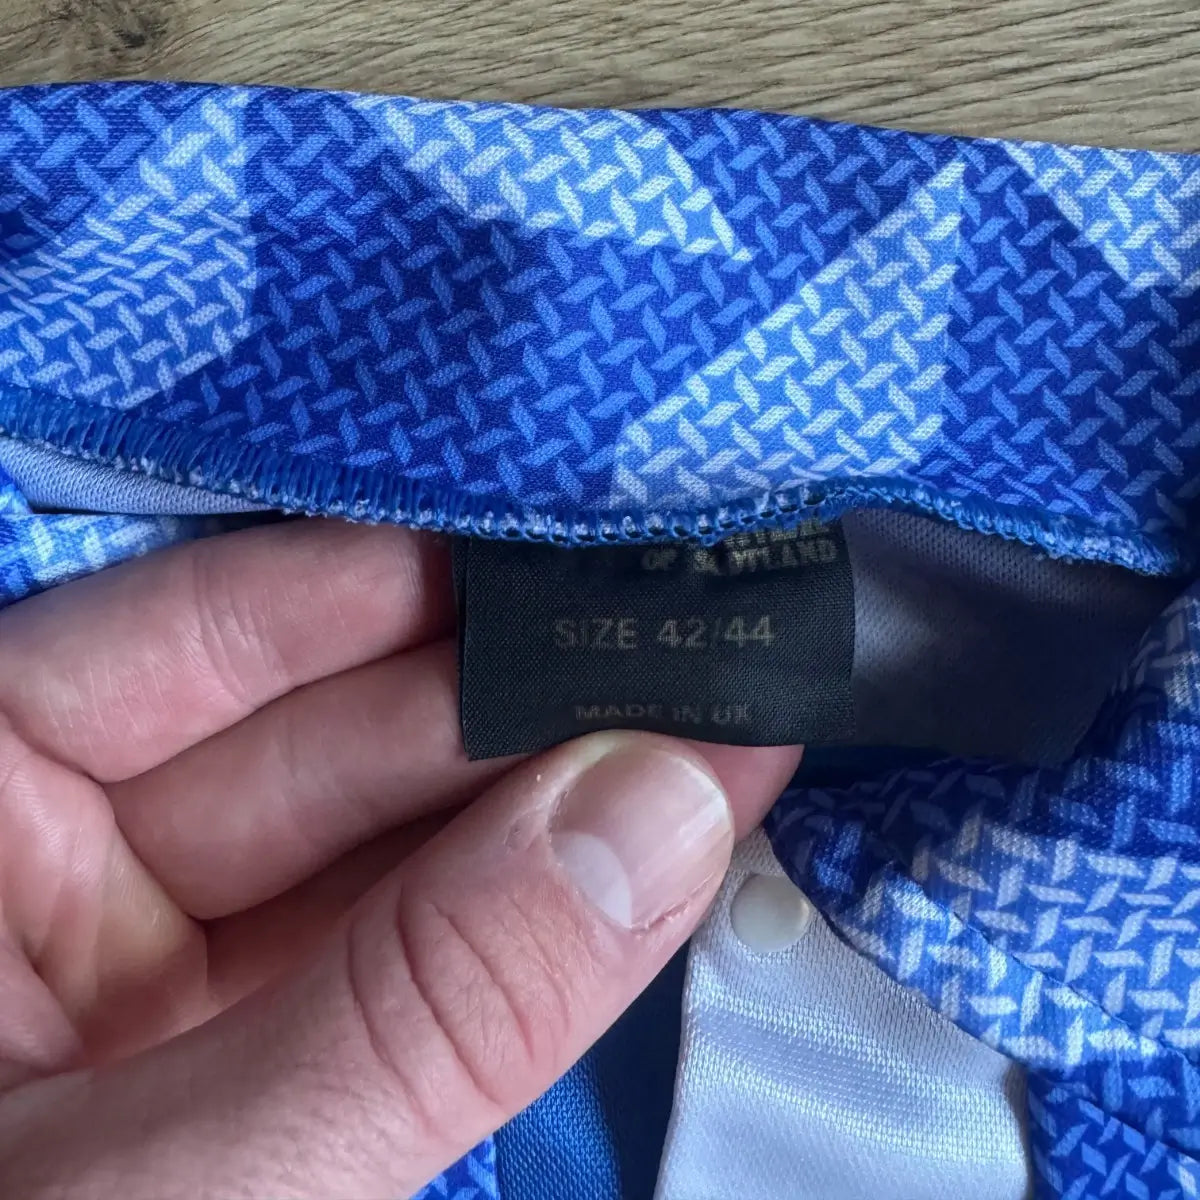 OF SCOTLAND
SIZE 42/44
MADE IN UK